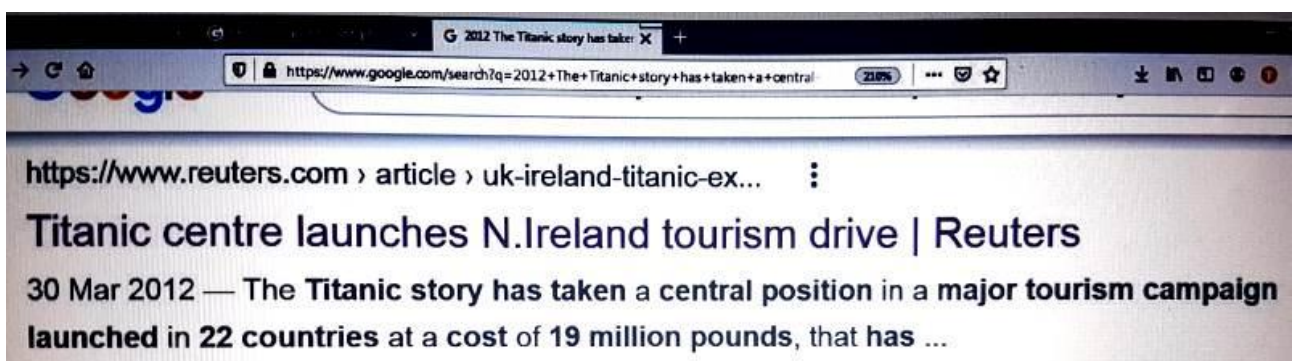 G 2012 The Titanic story has taken X +
https://www.google.com/search?q=2012+The+Titanic+story+has+taken+a+central 210% ...
https://www.reuters.com › article › uk-ireland-titanic-ex... ⋮
Titanic centre launches N.Ireland tourism drive | Reuters
30 Mar 2012 — The Titanic story has taken a central position in a major tourism campaign
launched in 22 countries at a cost of 19 million pounds, that has ...